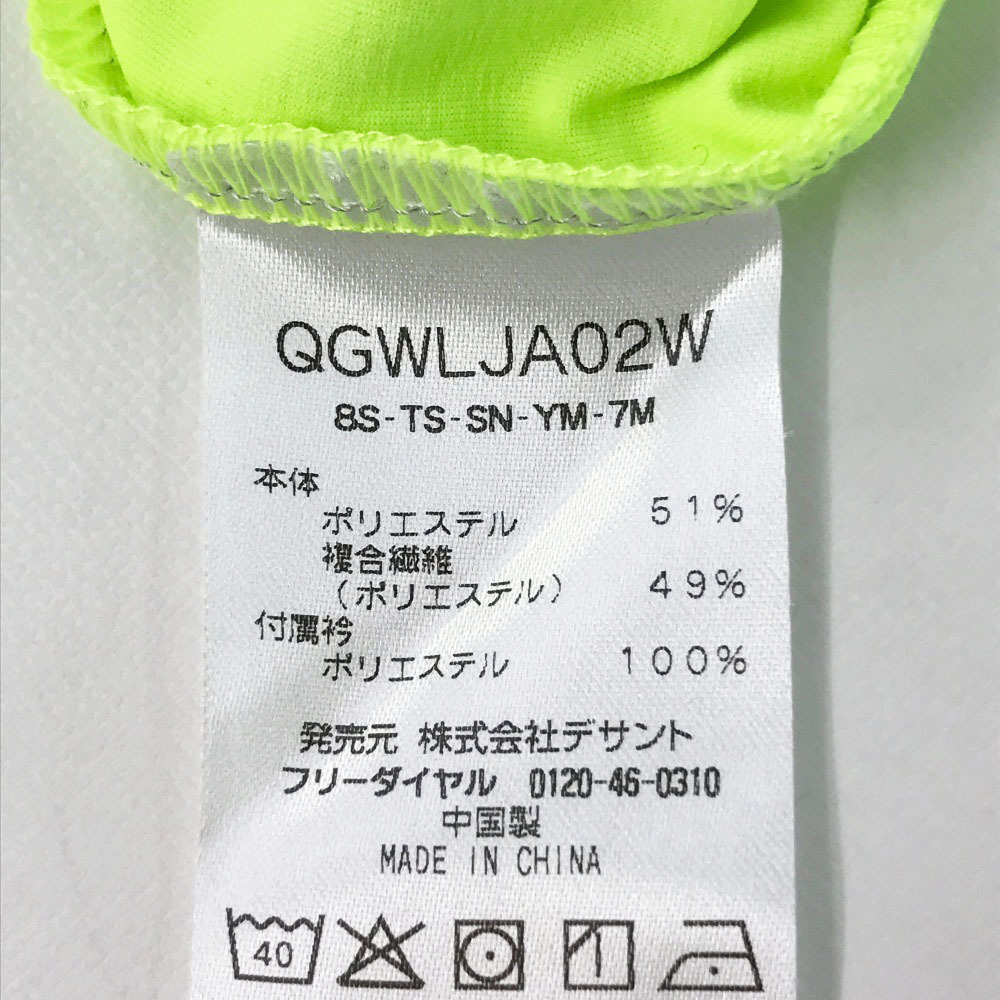 QGWLJA02W
8S-TS-SN-YM-7M
本体
ポリエステル 51%
複合繊維
(ポリエステル) 49%
付属衿
ポリエステル 100%
発売元 株式会社デサント
フリーダイヤル 0120-46-0310
中国製
MADE IN CHINA
40